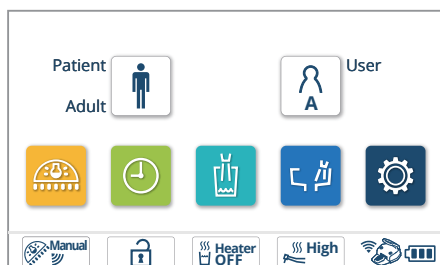 Patient
Adult
User
A
Manual
Heater
OFF
High